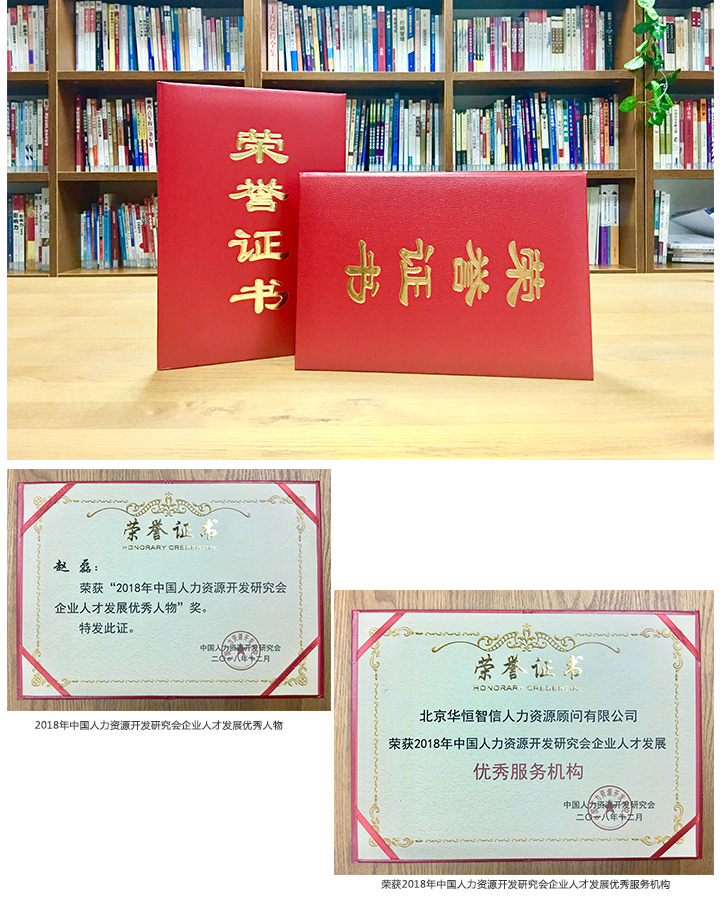 荣誉证书
荣誉证书
荣誉证书
HONORARY CREDENTIAL
赵 磊：
荣获“2018年中国人力资源开发研究会
企业人才发展优秀人物”奖。
特发此证。
中国人力资源开发研究会
二〇一八年十二月
2018年中国人力资源开发研究会企业人才发展优秀人物
荣誉证书
HONORARY CREDENTIAL
北京华恒智信人力资源顾问有限公司
荣获2018年中国人力资源开发研究会企业人才发展
优秀服务机构
中国人力资源开发研究会
二〇一八年十二月
荣获2018年中国人力资源开发研究会企业人才发展优秀服务机构